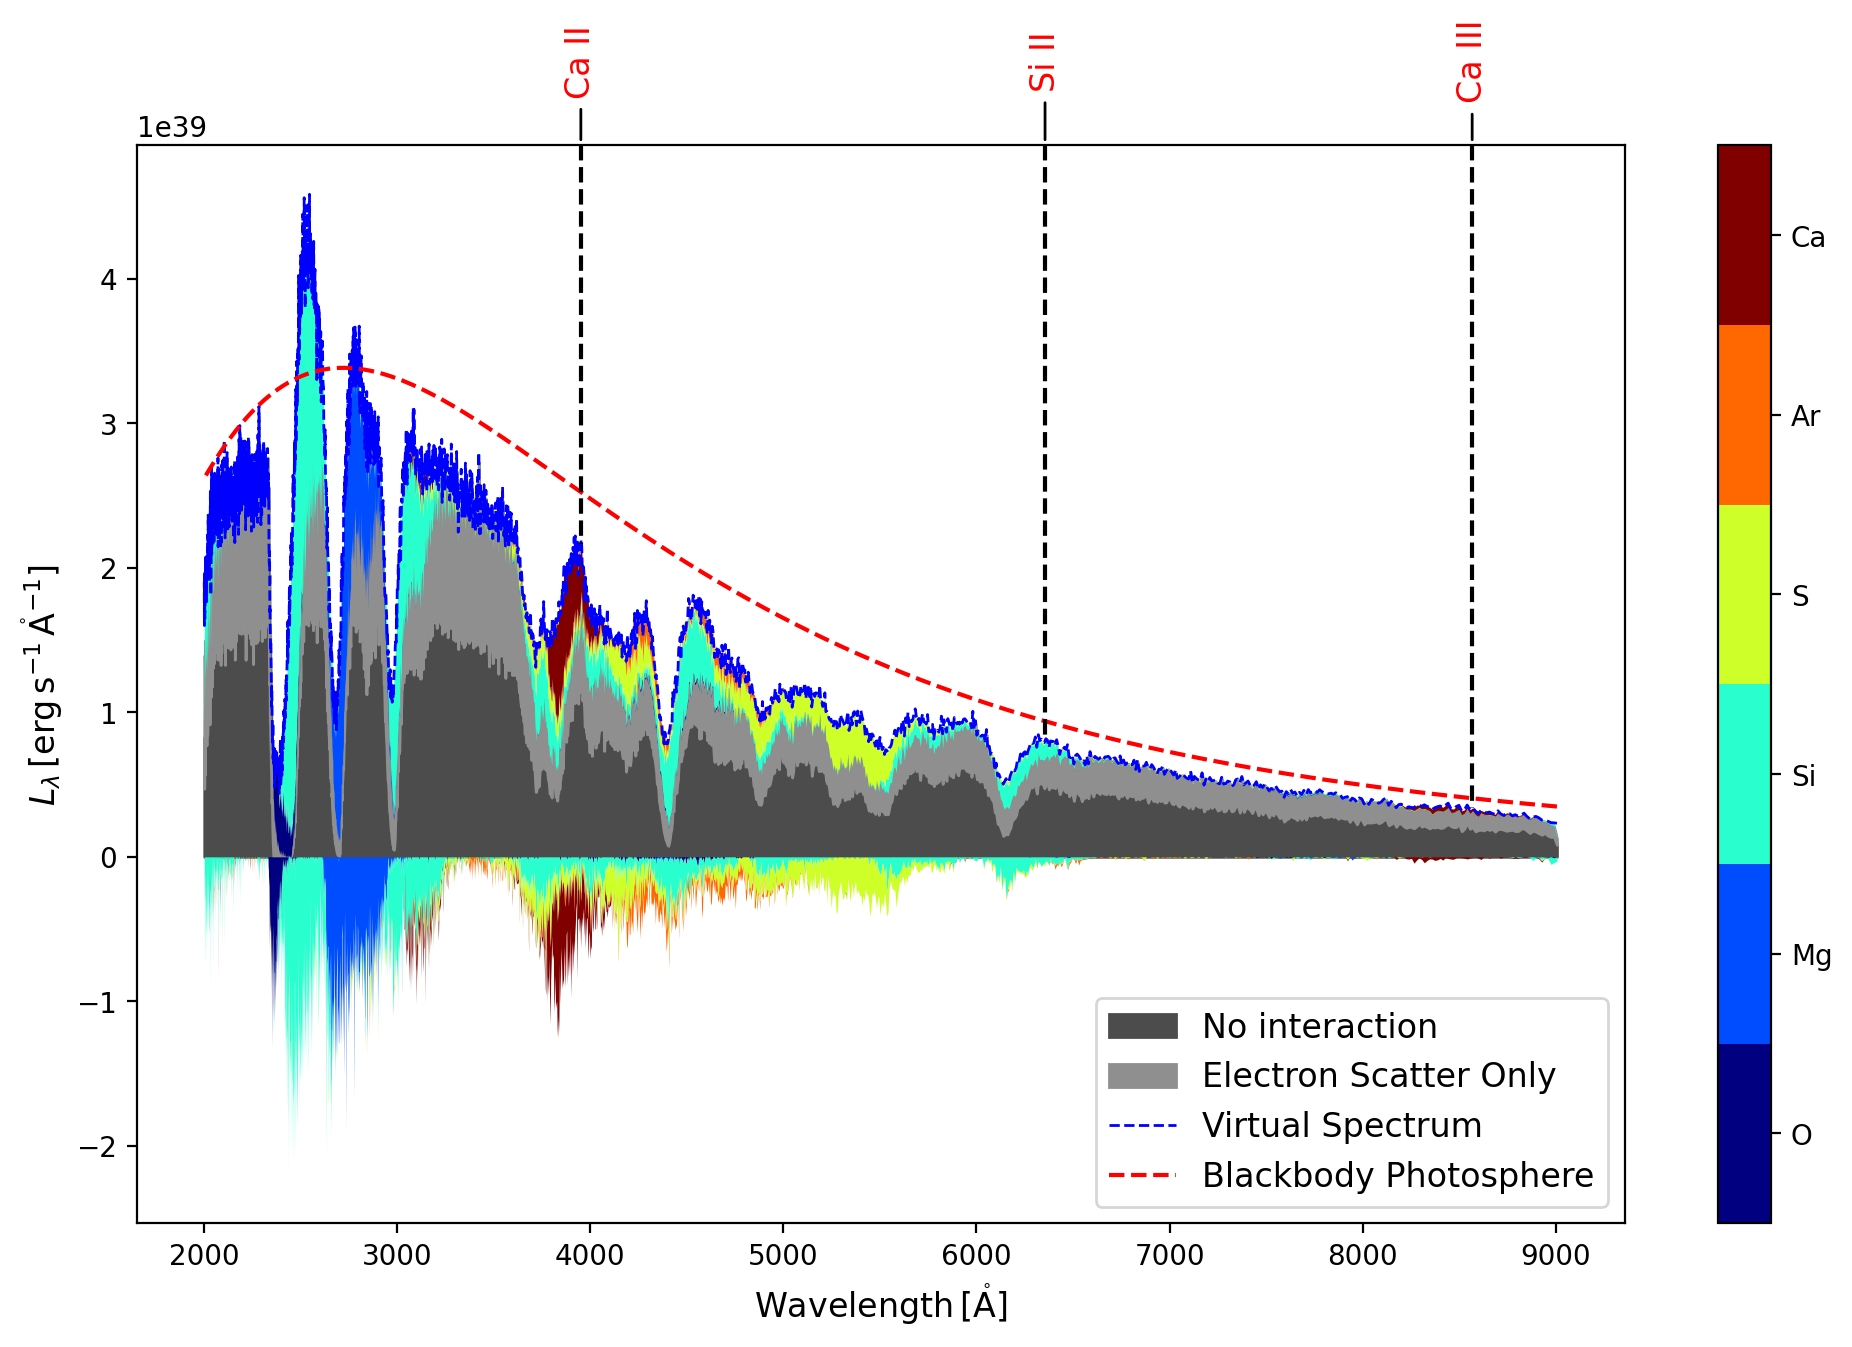 Ca II
Si II
Ca III
1e39
4
3
2
1
0
−1
−2
L_λ [erg s⁻¹ Å⁻¹]
2000
3000
4000
5000
6000
7000
8000
9000
Wavelength [Å]
No interaction
Electron Scatter Only
Virtual Spectrum
Blackbody Photosphere
Ca
Ar
S
Si
Mg
O